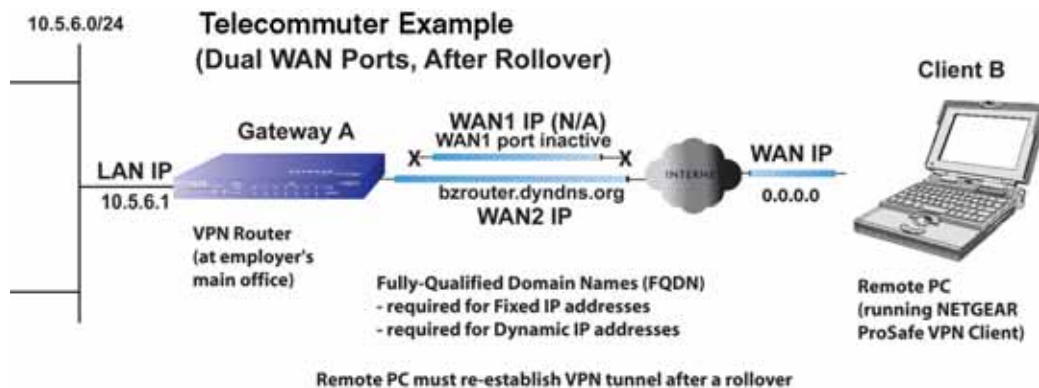 10.5.6.0/24
Telecommuter Example
(Dual WAN Ports, After Rollover)
Client B
Gateway A
WAN1 IP (N/A)
WAN1 port inactive
X
X
LAN IP
10.5.6.1
bzrouter.dyndns.org
WAN2 IP
INTERNE
WAN IP
0.0.0.0
VPN Router
(at employer's
main office)
Fully-Qualified Domain Names (FQDN)
- required for Fixed IP addresses
- required for Dynamic IP addresses
Remote PC
(running NETGEAR
ProSafe VPN Client)
Remote PC must re-establish VPN tunnel after a rollover